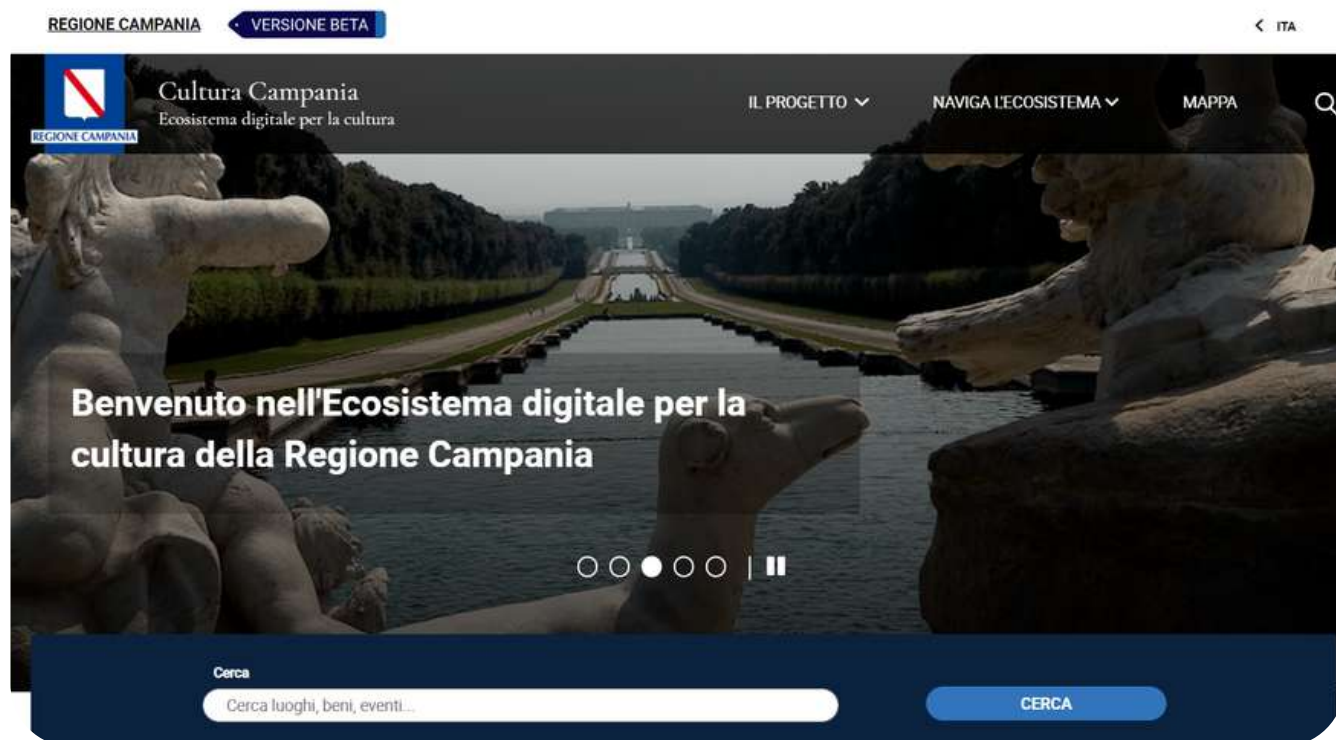 REGIONE CAMPANIA
VERSIONE BETA
ITA
REGIONE CAMPANIA
Cultura Campania
Ecosistema digitale per la cultura
IL PROGETTO
NAVIGA L'ECOSISTEMA
MAPPA
Benvenuto nell'Ecosistema digitale per la
cultura della Regione Campania
Cerca
Cerca luoghi, beni, eventi...
CERCA